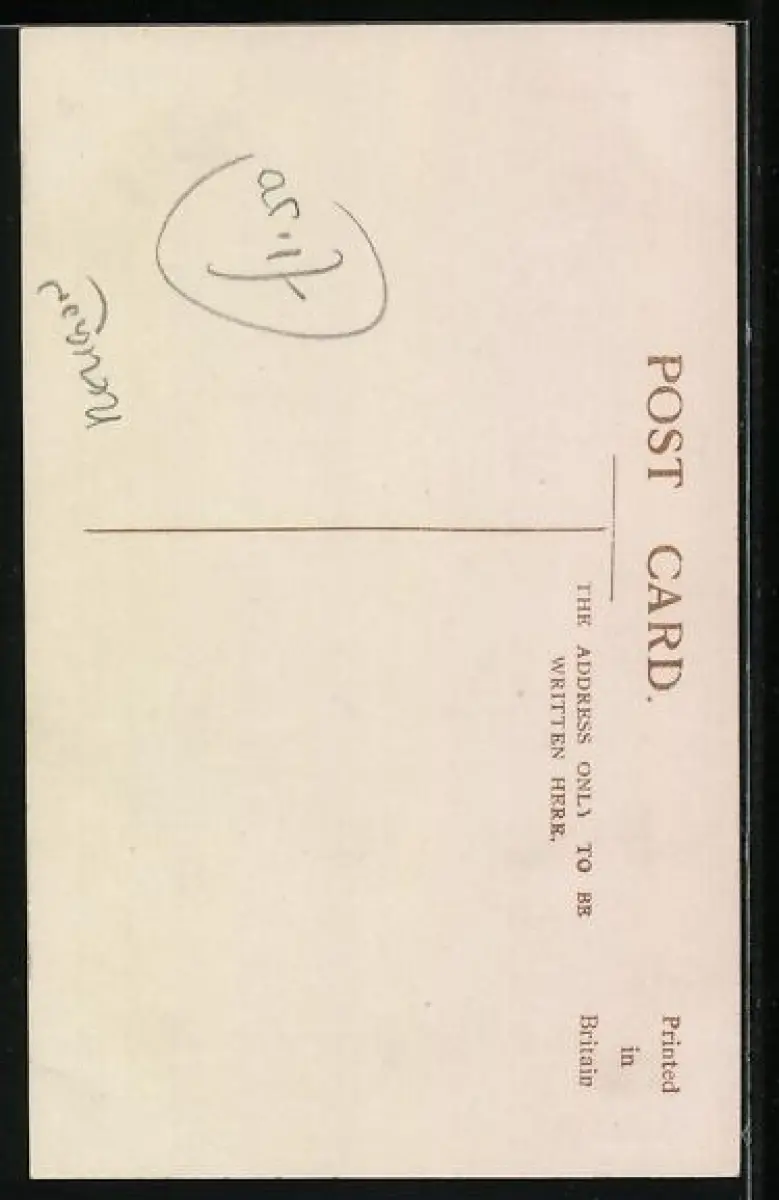 POST CARD.
THE ADDRESS ONLY TO BE
WRITTEN HERE.
Printed
in
Britain